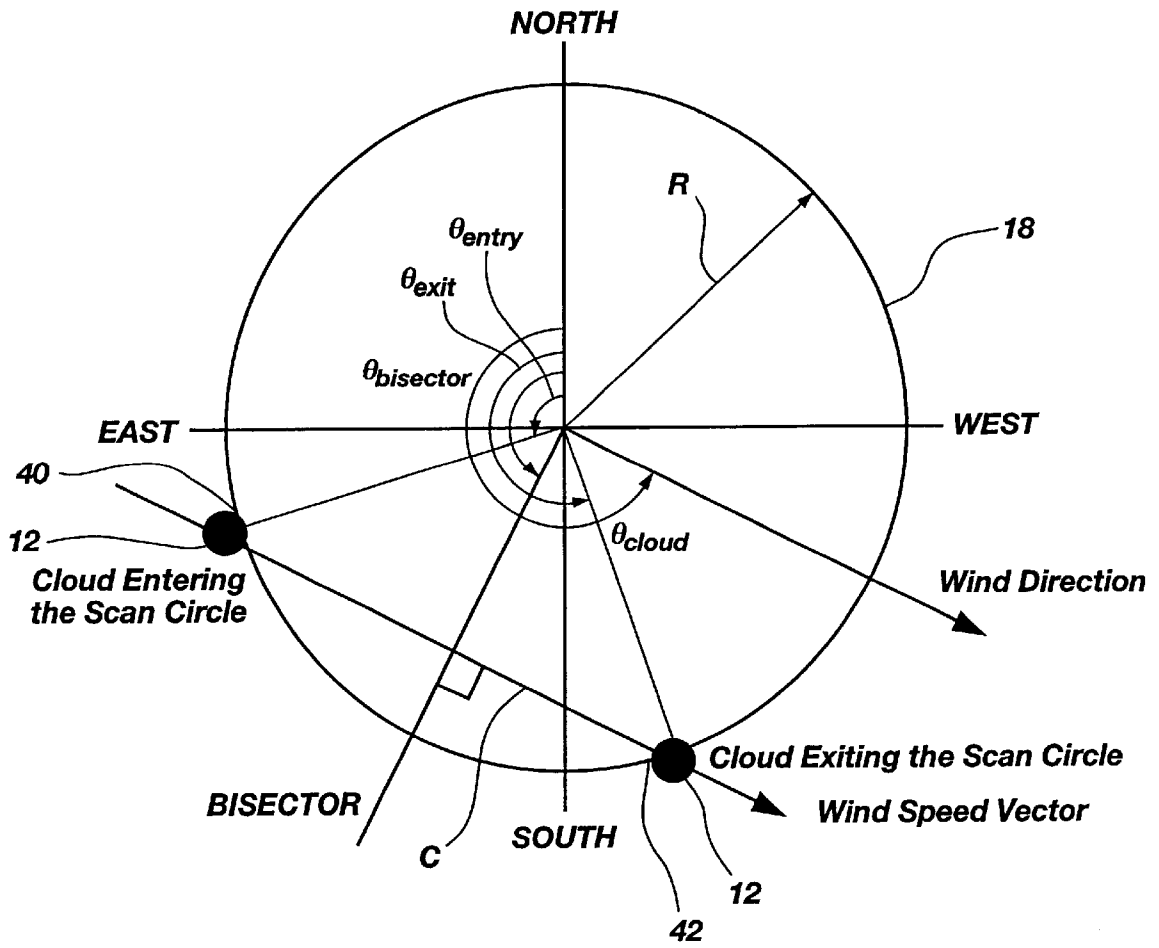 NORTH
R
18
θentry
θexit
θbisector
EAST
WEST
40
12
θcloud
Cloud Entering
the Scan Circle
Wind Direction
Cloud Exiting the Scan Circle
BISECTOR
Wind Speed Vector
C
SOUTH
12
42